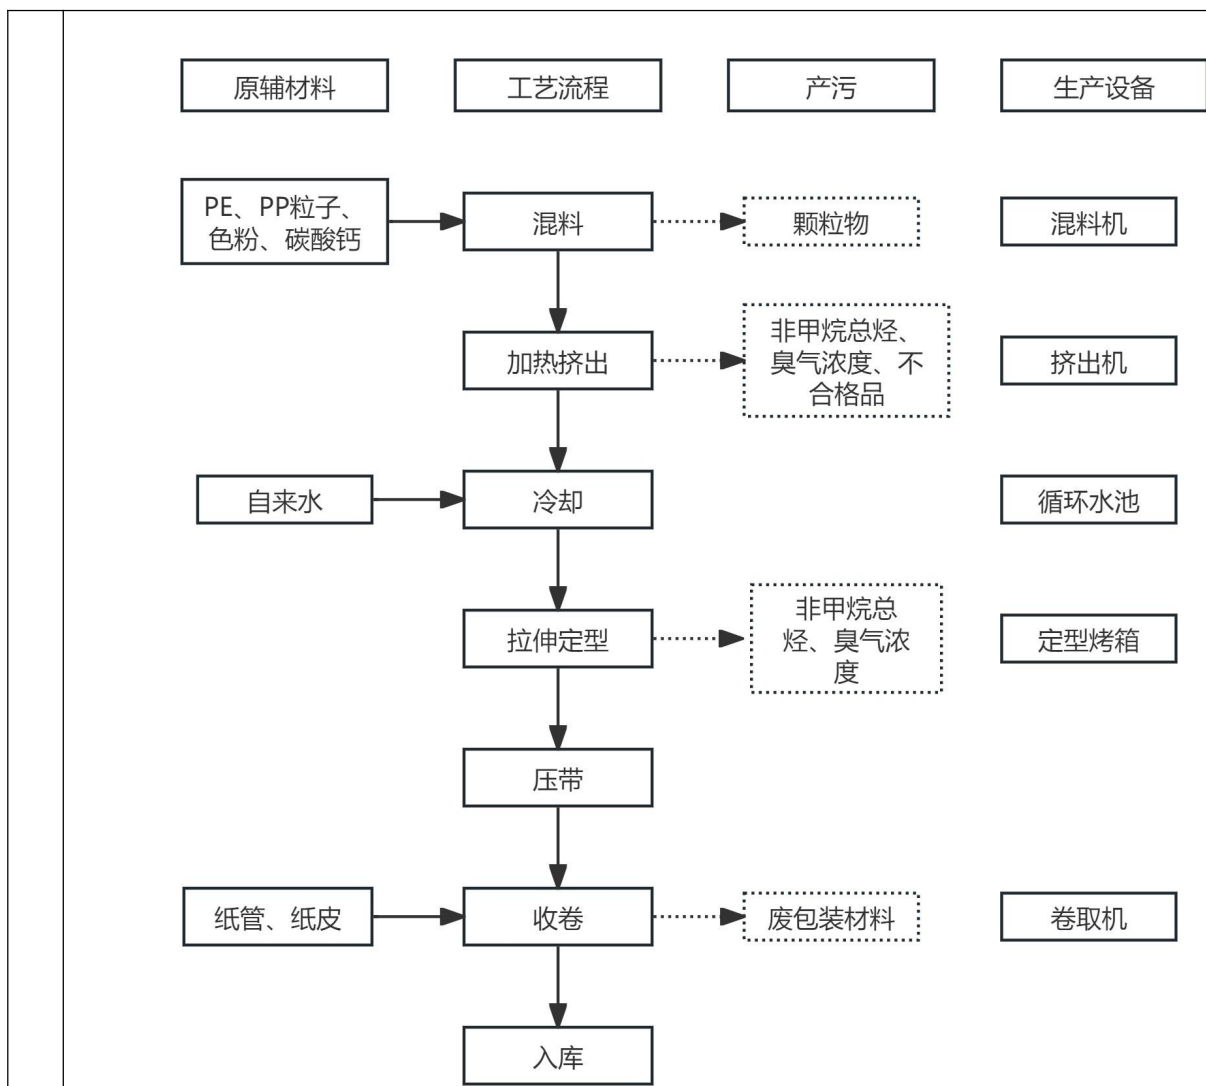 原辅材料
工艺流程
产污
生产设备
PE、PP粒子、
色粉、碳酸钙
混料
颗粒物
混料机
加热挤出
非甲烷总烃、
臭气浓度、不
合格品
挤出机
自来水
冷却
循环水池
拉伸定型
非甲烷总
烃、臭气浓
度
定型烤箱
压带
纸管、纸皮
收卷
废包装材料
卷取机
入库